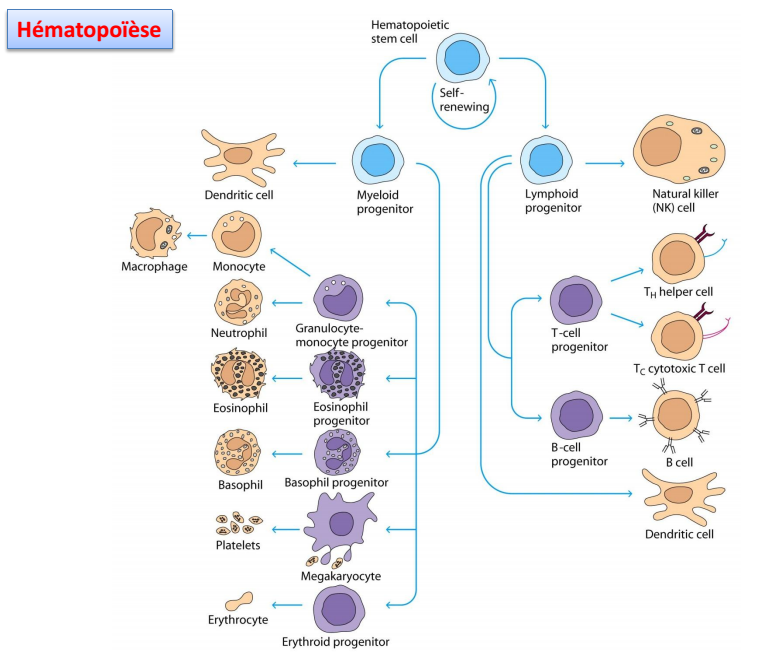 Hématopoïèse
Hematopoietic
stem cell
Self-
renewing
Dendritic cell
Myeloid
progenitor
Lymphoid
progenitor
Natural killer
(NK) cell
Macrophage
Monocyte
TH helper cell
Neutrophil
Granulocyte-
monocyte progenitor
T-cell
progenitor
TC cytotoxic T cell
Eosinophil
Eosinophil
progenitor
B-cell
progenitor
B cell
Basophil
Basophil progenitor
Platelets
Megakaryocyte
Dendritic cell
Erythrocyte
Erythroid progenitor